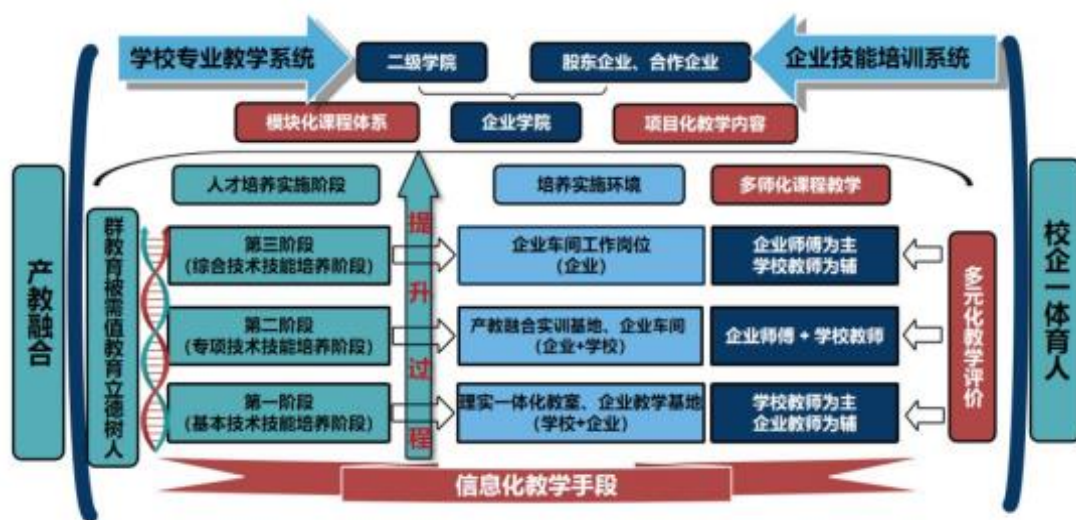 学校专业教学系统
二级学院
股东企业、合作企业
企业技能培训系统
模块化课程体系
企业学院
项目化教学内容
产教融合
群教育被需值教育立德树人
人才培养实施阶段
培养实施环境
多师化课程教学
提升过程
第三阶段
(综合技术技能培养阶段)
企业车间工作岗位
(企业)
企业师傅为主
学校教师为辅
第二阶段
(专项技术技能培养阶段)
产教融合实训基地、企业车间
(企业+学校)
企业师傅 + 学校教师
第一阶段
(基本技术技能培养阶段)
理实一体化教室、企业教学基地
(学校+企业)
学校教师为主
企业教师为辅
多元化教学评价
校企一体育人
信息化教学手段